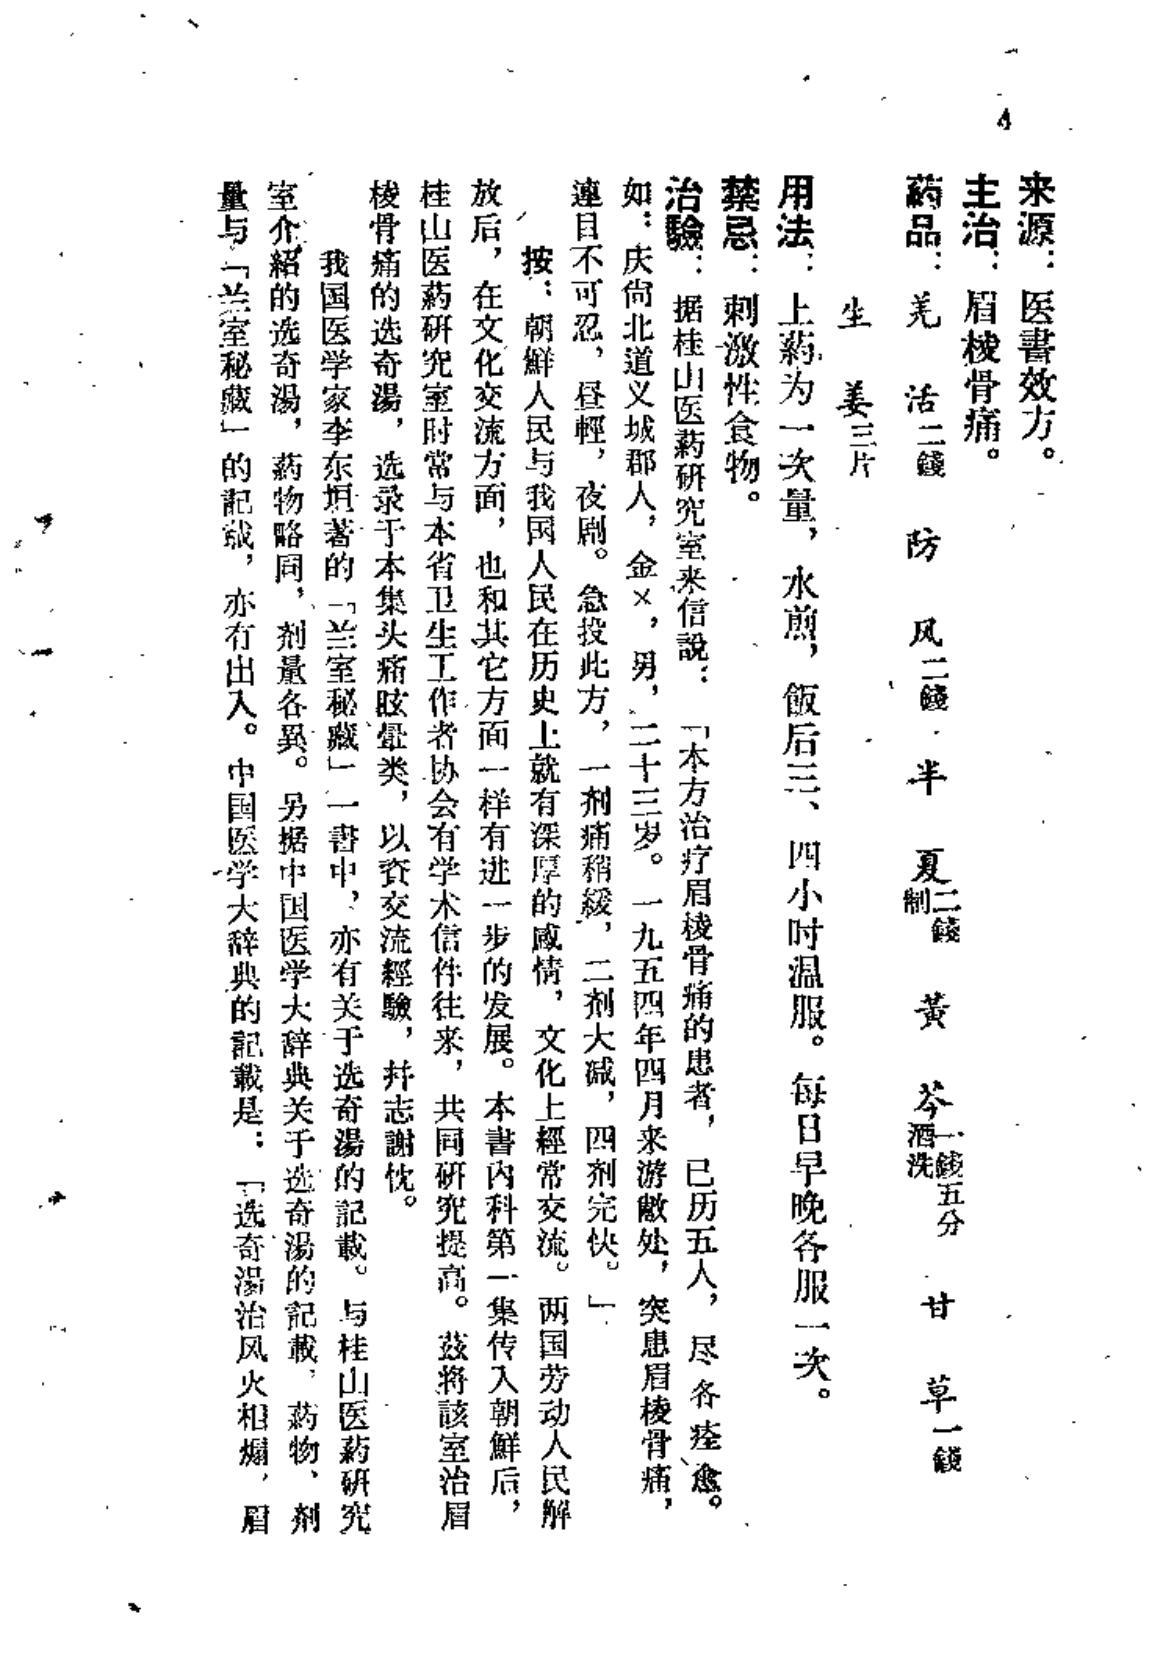 4
来源：医書效方。
主治：眉棱骨痛。
药品：羌活二錢 防风二錢 半夏制二錢 黃芩酒洗一錢五分 甘草一錢
生姜三片
用法：上药为一次量，水煎，飯后三、四小时温服。每日早晚各服一次。
禁忌：刺激性食物。
治驗：据桂山医药研究室来信說：「本方治疗眉棱骨痛的患者，已历五人，尽各痊愈。
如：庆尙北道义城郡人，金×，男，二十三岁。一九五四年四月来游敝处，突患眉棱骨痛，
連目不可忍，昼輕，夜剧。急投此方，一剂痛稍緩，二剂大减，四剂完快。」
按：朝鮮人民与我国人民在历史上就有深厚的感情，文化上經常交流。两国劳动人民解
放后，在文化交流方面，也和其它方面一样有进一步的发展。本書內科第一集传入朝鮮后，
桂山医药研究室时常与本省卫生工作者协会有学术信件往来，共同研究提高。茲将該室治眉
棱骨痛的选奇湯，选录于本集头痛眩暈类，以資交流經驗，幷志謝忱。
我国医学家李东垣著的「兰室秘藏」一書中，亦有关于选奇湯的記載。与桂山医药研究
室介紹的选奇湯，药物略同，剂量各異。另据中国医学大辞典关于选奇湯的記載，药物、剂
量与「兰室秘藏」的記载，亦有出入。中国医学大辞典的記載是：「选奇湯治风火相煽，眉